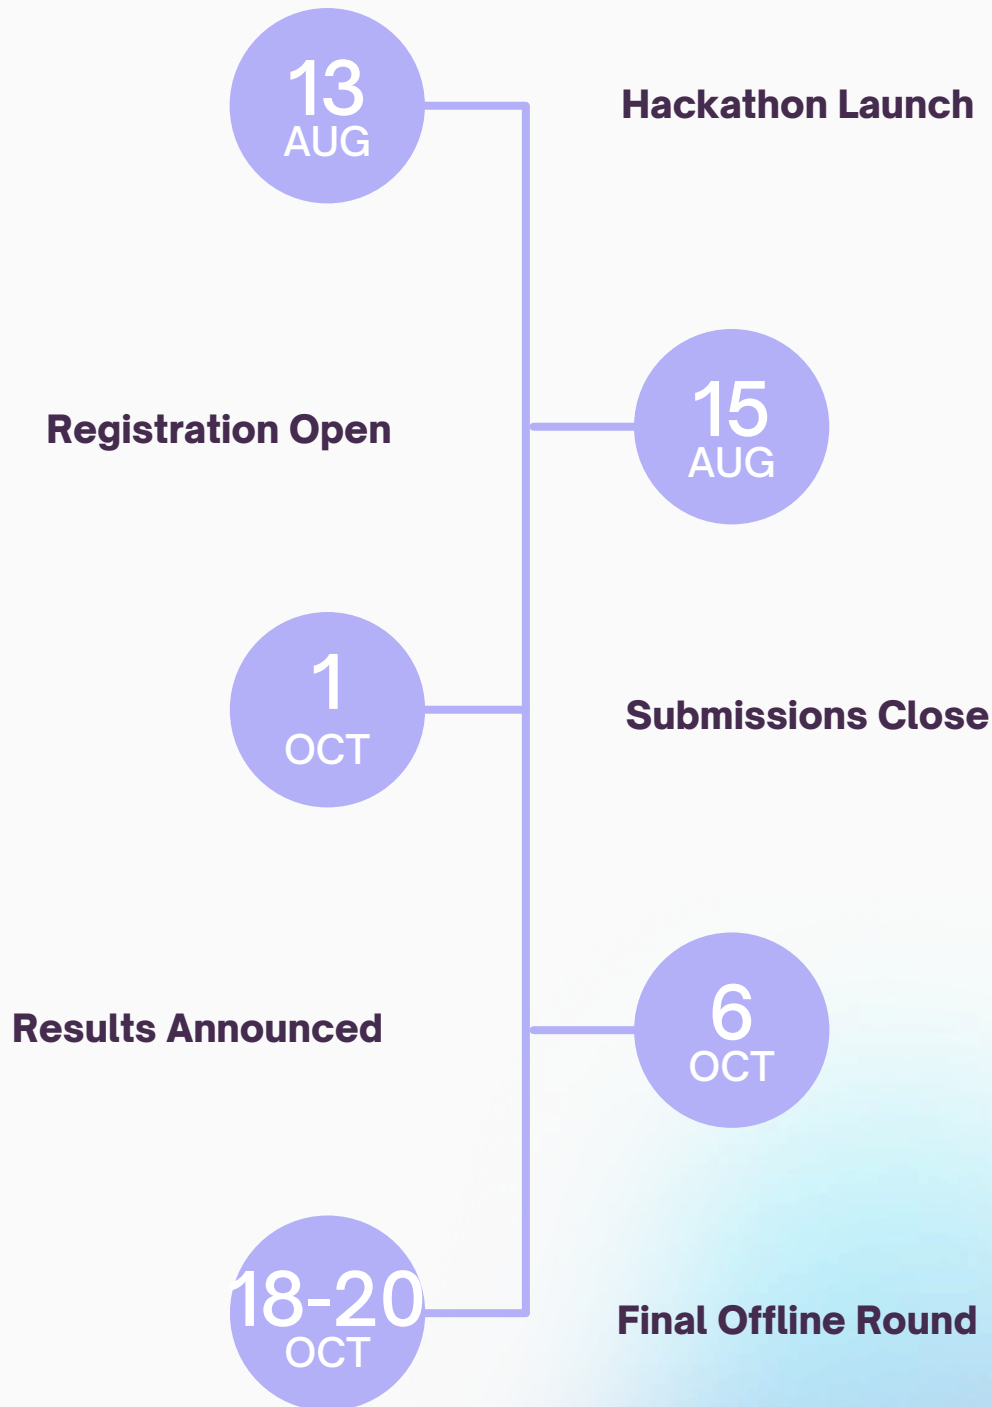 13
AUG
Hackathon Launch
Registration Open
15
AUG
1
OCT
Submissions Close
Results Announced
6
OCT
18-20
OCT
Final Offline Round